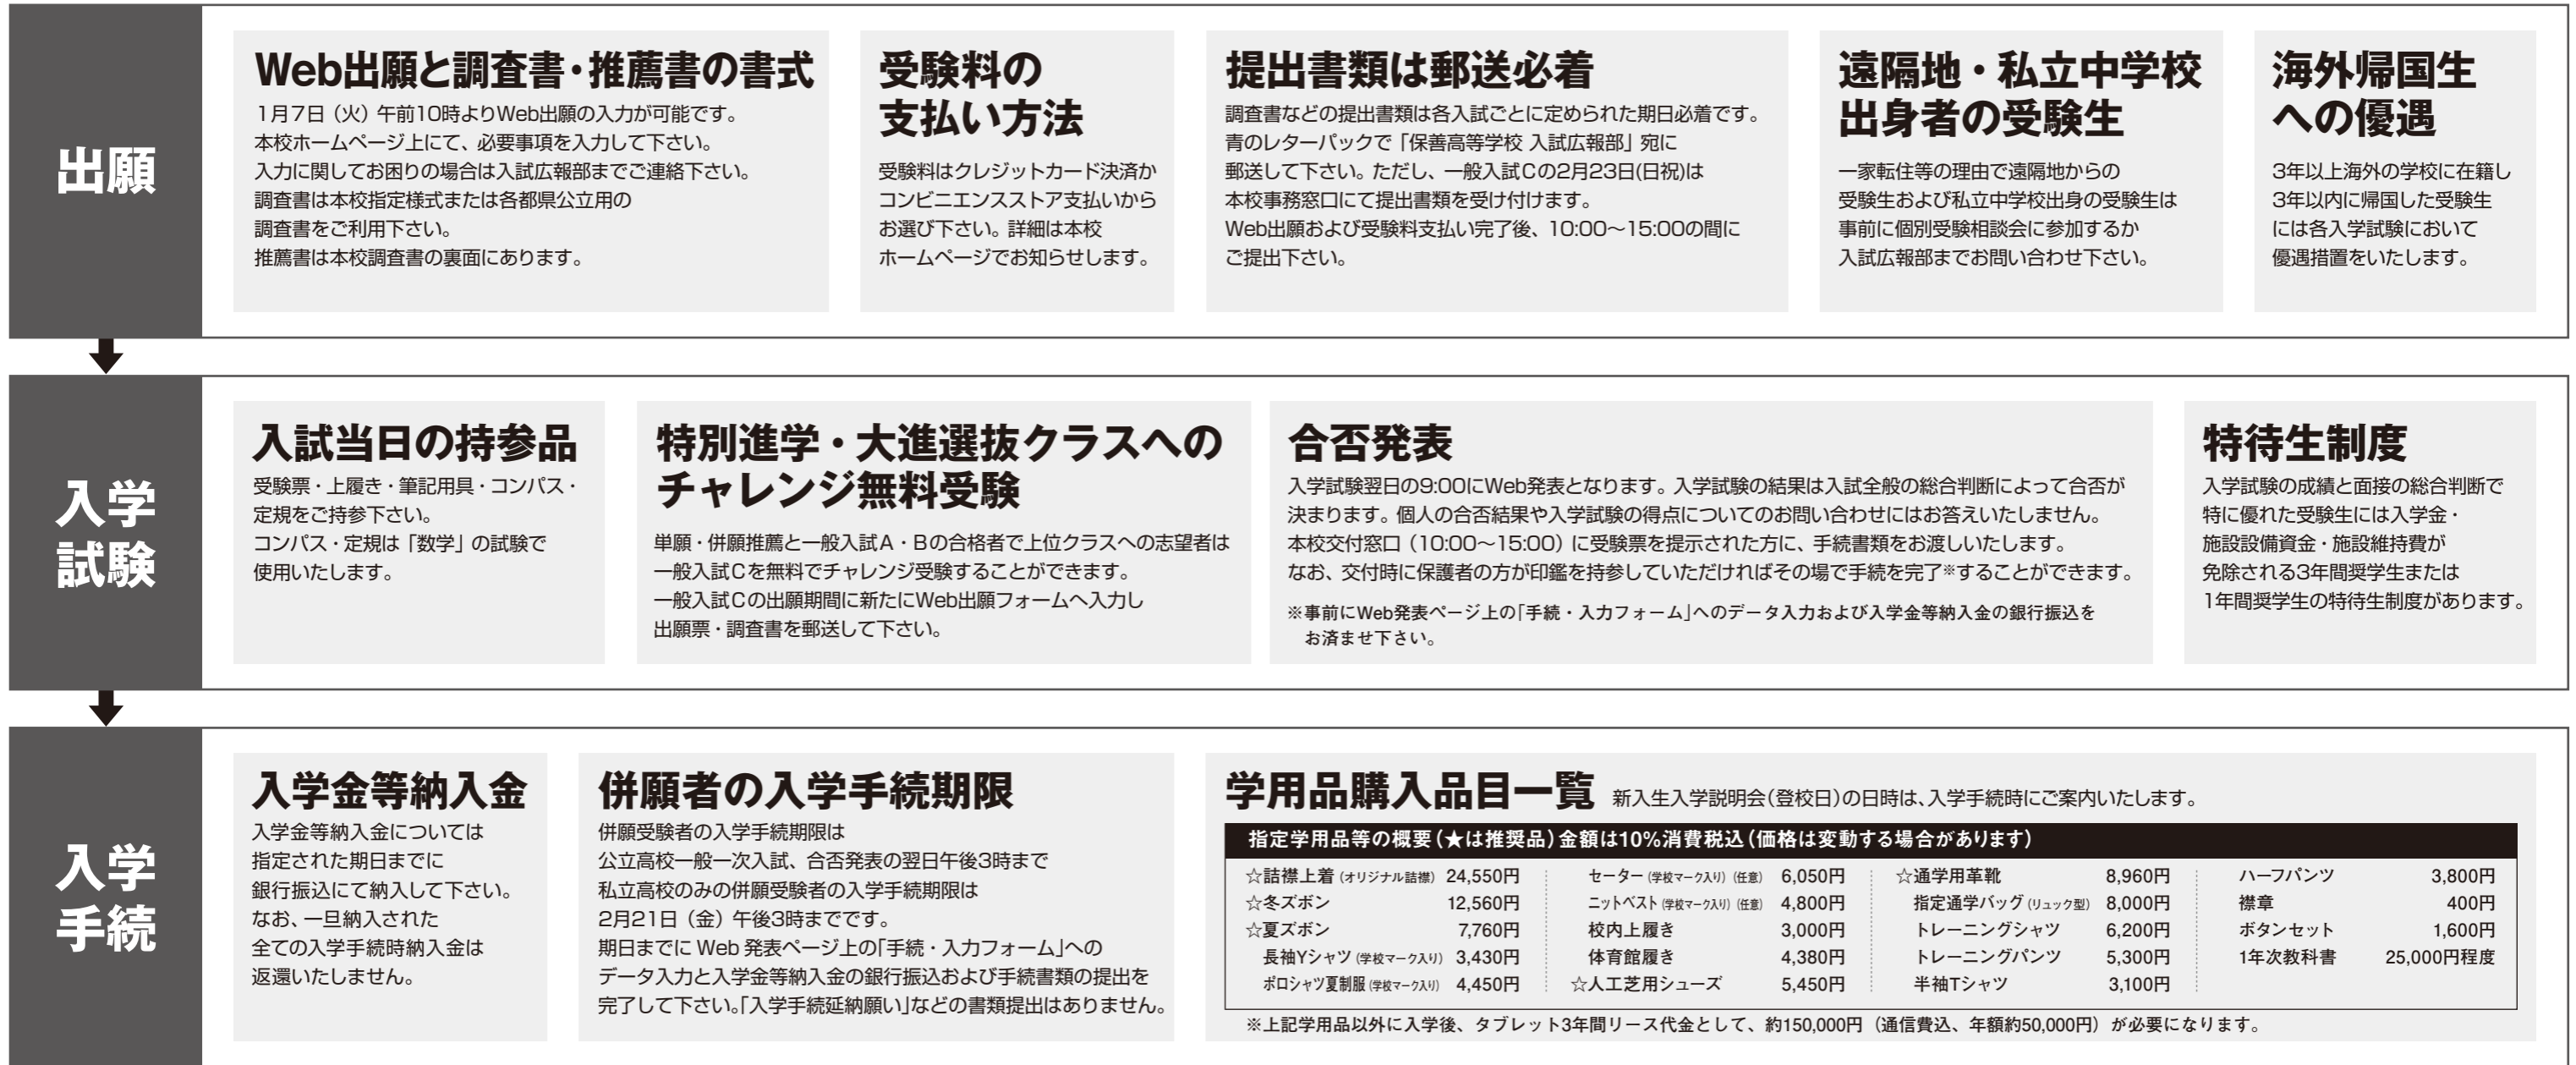 出願
Web出願と調査書・推薦書の書式
1月7日（火）午前10時よりWeb出願の入力が可能です。
本校ホームページ上にて、必要事項を入力して下さい。
入力に関してお困りの場合は入試広報部までご連絡下さい。
調査書は本校指定様式または各都県公立用の
調査書をご利用下さい。
推薦書は本校調査書の裏面にあります。
受験料の
支払い方法
受験料はクレジットカード決済か
コンビニエンスストア支払いから
お選び下さい。詳細は本校
ホームページでお知らせします。
提出書類は郵送必着
調査書などの提出書類は各入試ごとに定められた期日必着です。
青のレターパックで「保善高等学校 入試広報部」宛に
郵送して下さい。ただし、一般入試Cの2月23日(日祝)は
本校事務窓口にて提出書類を受け付けます。
Web出願および受験料支払い完了後、10:00～15:00の間に
ご提出下さい。
遠隔地・私立中学校
出身者の受験生
一家転住等の理由で遠隔地からの
受験生および私立中学校出身の受験生は
事前に個別受験相談会に参加するか
入試広報部までお問い合わせ下さい。
海外帰国生
への優遇
3年以上海外の学校に在籍し
3年以内に帰国した受験生
には各入学試験において
優遇措置をいたします。
入学
試験
入試当日の持参品
受験票・上履き・筆記用具・コンパス・
定規をご持参下さい。
コンパス・定規は「数学」の試験で
使用いたします。
特別進学・大進選抜クラスへの
チャレンジ無料受験
単願・併願推薦と一般入試A・Bの合格者で上位クラスへの志望者は
一般入試Cを無料でチャレンジ受験することができます。
一般入試Cの出願期間に新たにWeb出願フォームへ入力し
出願票・調査書を郵送して下さい。
合否発表
入学試験翌日の9:00にWeb発表となります。入学試験の結果は入試全般の総合判断によって合否が
決まります。個人の合否結果や入学試験の得点についてのお問い合わせにはお答えいたしません。
本校交付窓口（10:00～15:00）に受験票を提示された方に、手続書類をお渡しいたします。
なお、交付時に保護者の方が印鑑を持参していただければその場で手続を完了※することができます。
※事前にWeb発表ページ上の「手続・入力フォーム」へのデータ入力および入学金等納入金の銀行振込を
お済ませ下さい。
特待生制度
入学試験の成績と面接の総合判断で
特に優れた受験生には入学金・
施設設備資金・施設維持費が
免除される3年間奨学生または
1年間奨学生の特待生制度があります。
入学
手続
入学金等納入金
入学金等納入金については
指定された期日までに
銀行振込にて納入して下さい。
なお、一旦納入された
全ての入学手続時納入金は
返還いたしません。
併願者の入学手続期限
併願受験者の入学手続期限は
公立高校一般一次入試、合否発表の翌日午後3時まで
私立高校のみの併願受験者の入学手続期限は
2月21日（金）午後3時までです。
期日までに Web 発表ページ上の「手続・入力フォーム」への
データ入力と入学金等納入金の銀行振込および手続書類の提出を
完了して下さい。「入学手続延納願い」などの書類提出はありません。
学用品購入品目一覧 新入生入学説明会（登校日）の日時は、入学手続時にご案内いたします。
指定学用品等の概要（★は推奨品）金額は10%消費税込（価格は変動する場合があります）
☆詰襟上着（オリジナル詰襟） 24,550円
☆冬ズボン 12,560円
☆夏ズボン 7,760円
長袖Yシャツ（学校マーク入り） 3,430円
ポロシャツ夏制服（学校マーク入り） 4,450円
セーター（学校マーク入り）（任意） 6,050円
ニットベスト（学校マーク入り）（任意） 4,800円
校内上履き 3,000円
体育館履き 4,380円
☆人工芝用シューズ 5,450円
☆通学用革靴 8,960円
指定通学バッグ（リュック型） 8,000円
トレーニングシャツ 6,200円
トレーニングパンツ 5,300円
半袖Tシャツ 3,100円
ハーフパンツ 3,800円
襟章 400円
ボタンセット 1,600円
1年次教科書 25,000円程度
※上記学用品以外に入学後、タブレット3年間リース代金として、約150,000円（通信費込、年額約50,000円）が必要になります。